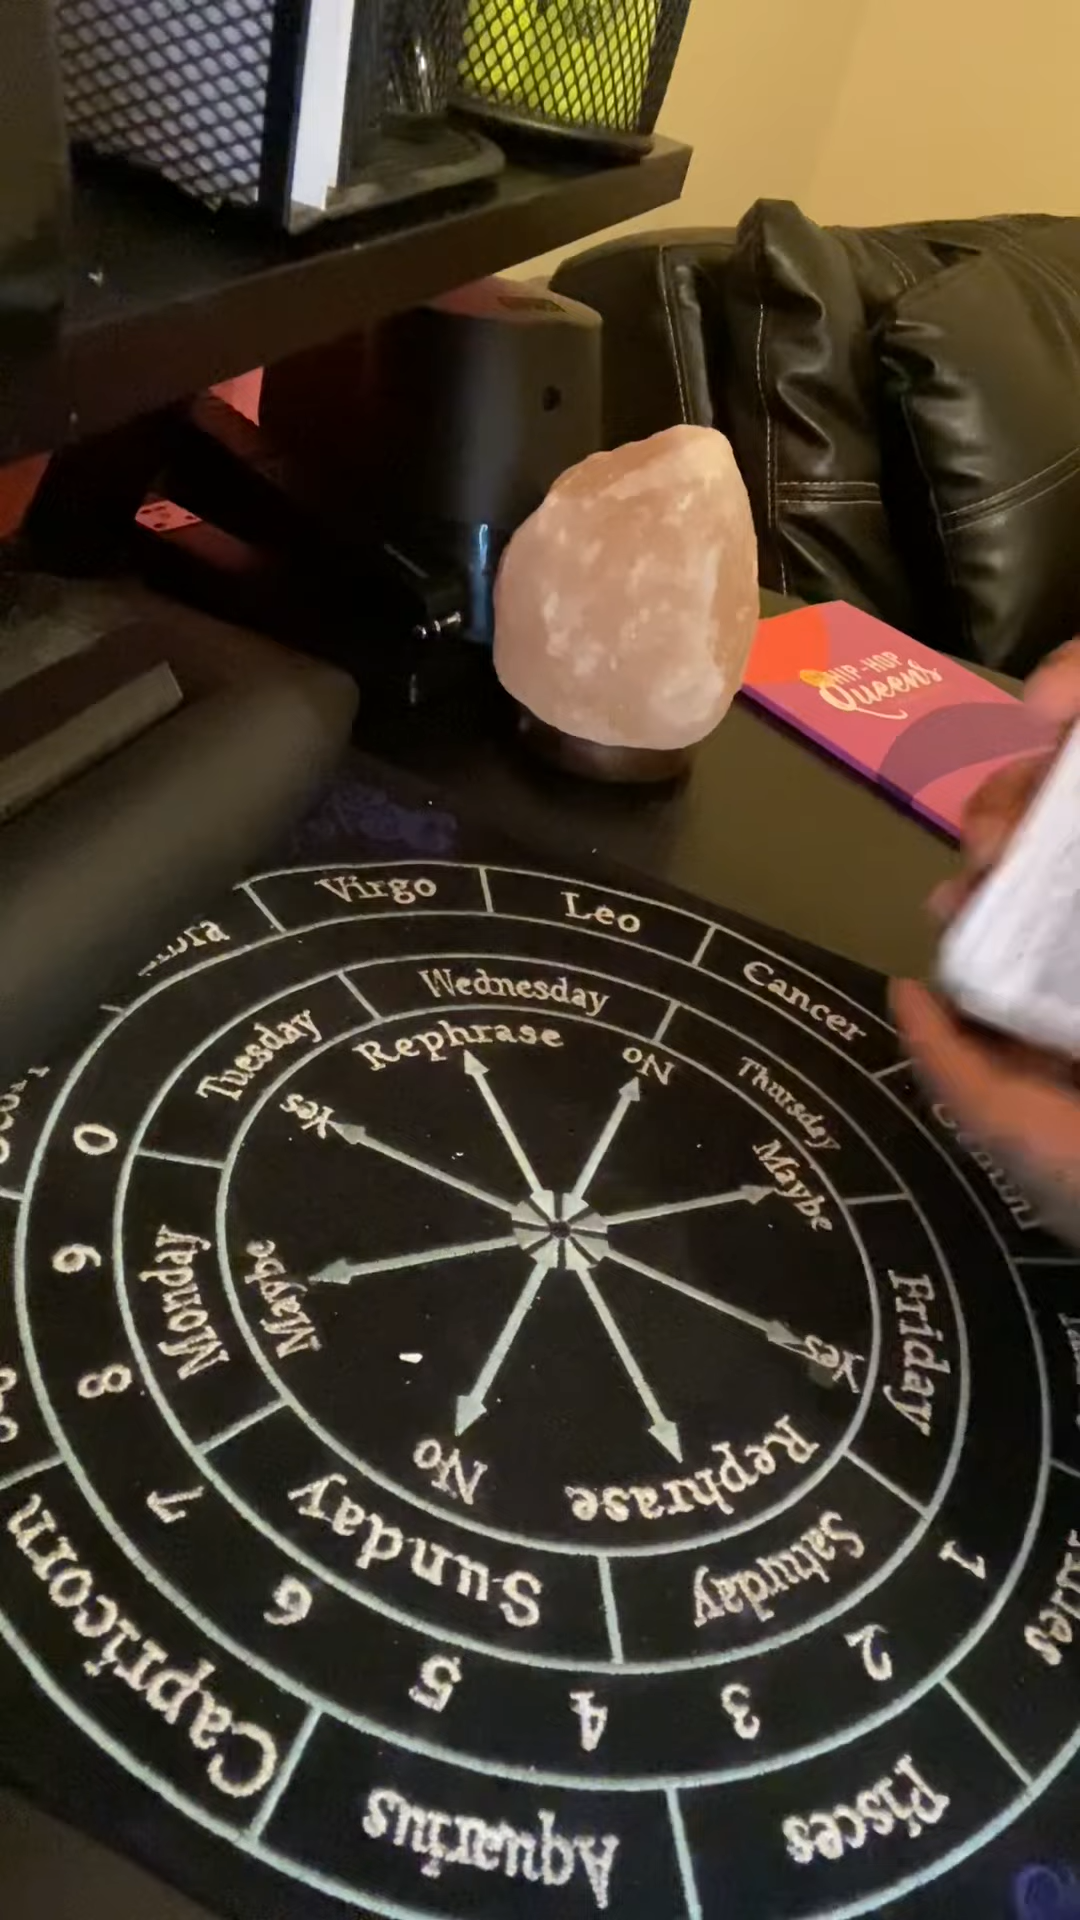 HIP-HOP
Queens
Virgo
Leo
Cancer
Tuesday
Wednesday
Thursday
Friday
Saturday
Sunday
Monday
Rephrase
No
Maybe
Yes
Rephrase
No
Maybe
Yes
0
9
8
7
6
5
4
3
2
1
Capricorn
Aquarius
Pisces